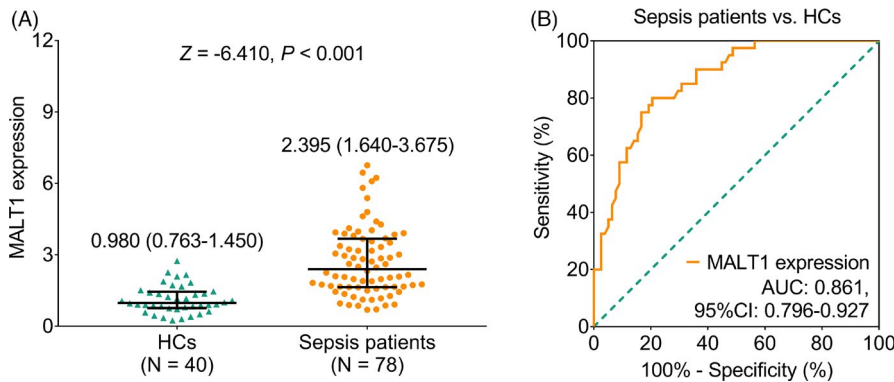 (A)
12
9
6
3
0
MALT1 expression
Z = -6.410, P < 0.001
0.980 (0.763-1.450)
2.395 (1.640-3.675)
HCs
(N = 40)
Sepsis patients
(N = 78)
(B)
Sepsis patients vs. HCs
100
80
60
40
20
0
Sensitivity (%)
MALT1 expression
AUC: 0.861,
95%CI: 0.796-0.927
0 20 40 60 80 100
100% - Specificity (%)